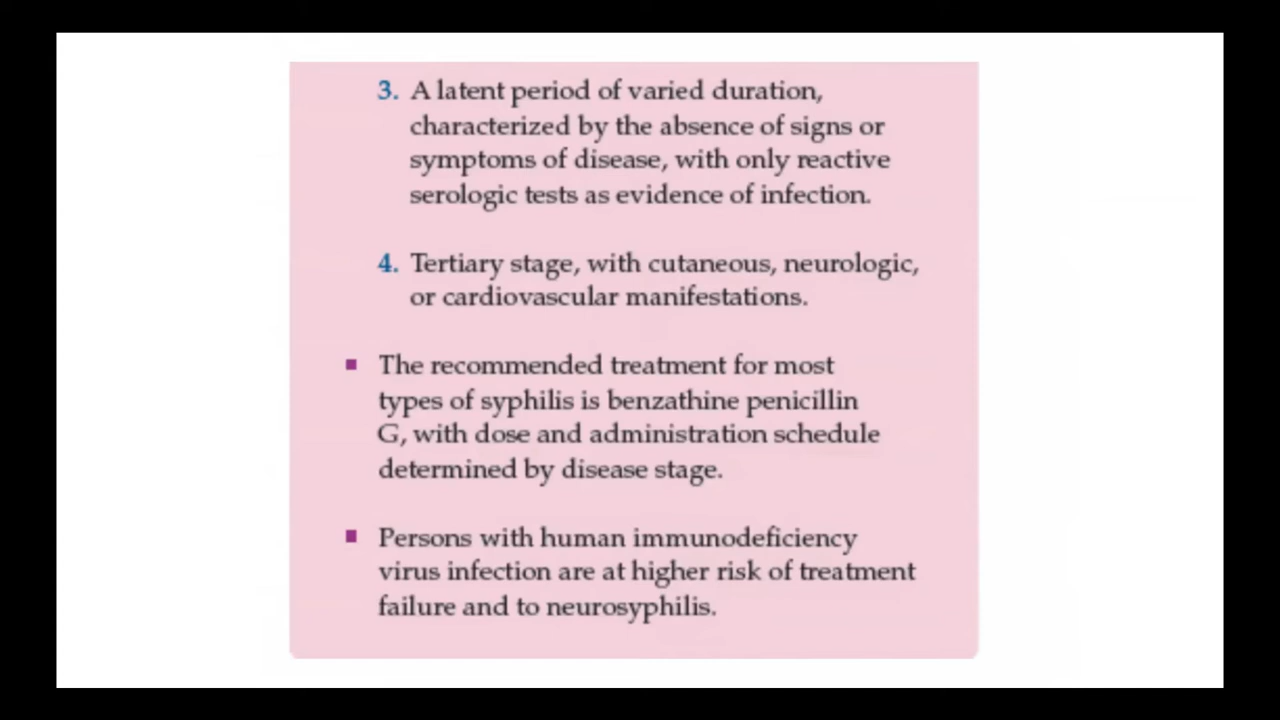 3. A latent period of varied duration,
characterized by the absence of signs or
symptoms of disease, with only reactive
serologic tests as evidence of infection.
4. Tertiary stage, with cutaneous, neurologic,
or cardiovascular manifestations.
■ The recommended treatment for most
types of syphilis is benzathine penicillin
G, with dose and administration schedule
determined by disease stage.
■ Persons with human immunodeficiency
virus infection are at higher risk of treatment
failure and to neurosyphilis.